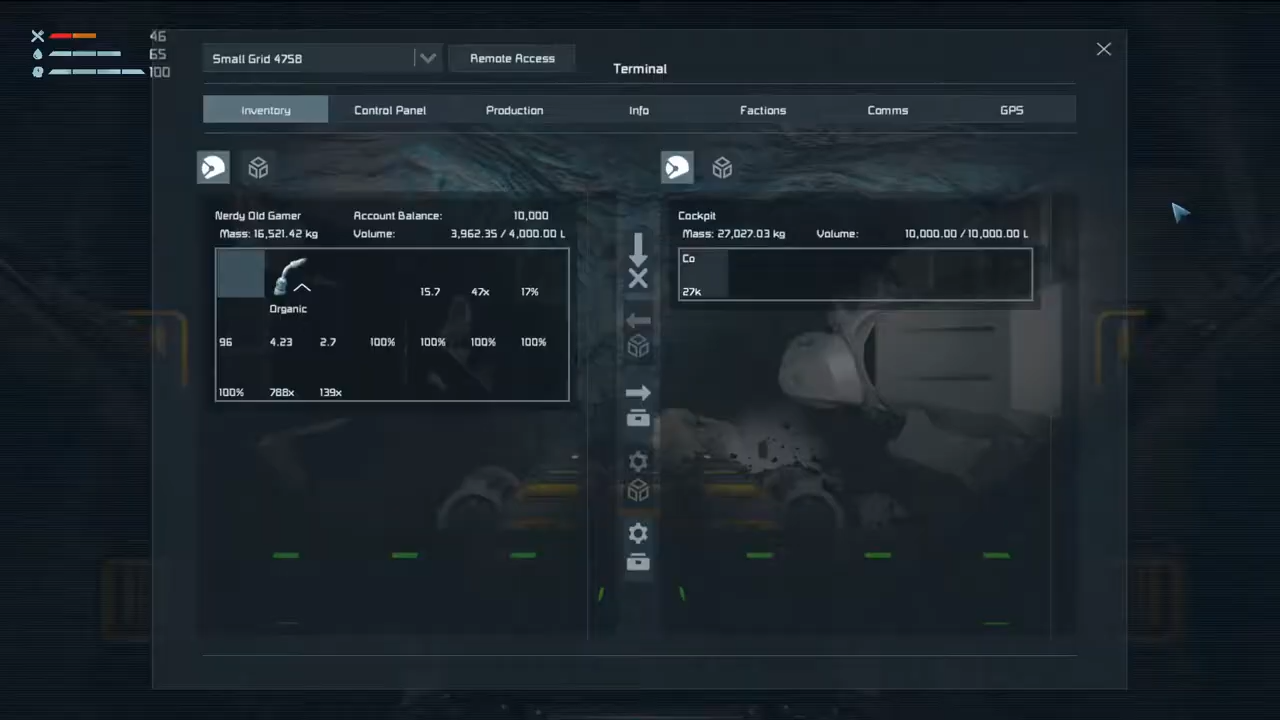 46
65
100
Small Grid 4758
Remote Access
Terminal
Inventory
Control Panel
Production
Info
Factions
Comms
GPS
Nerdy Old Gamer
Account Balance: 10,000
Mass: 16,521.42 kg
Volume: 3,962.35 / 4,000.00 L
15.7 47x 17%
Organic
96 4.23 2.7 100% 100% 100% 100%
100% 788x 139x
Cockpit
Mass: 27,027.03 kg
Volume: 10,000.00 / 10,000.00 L
Co
27k